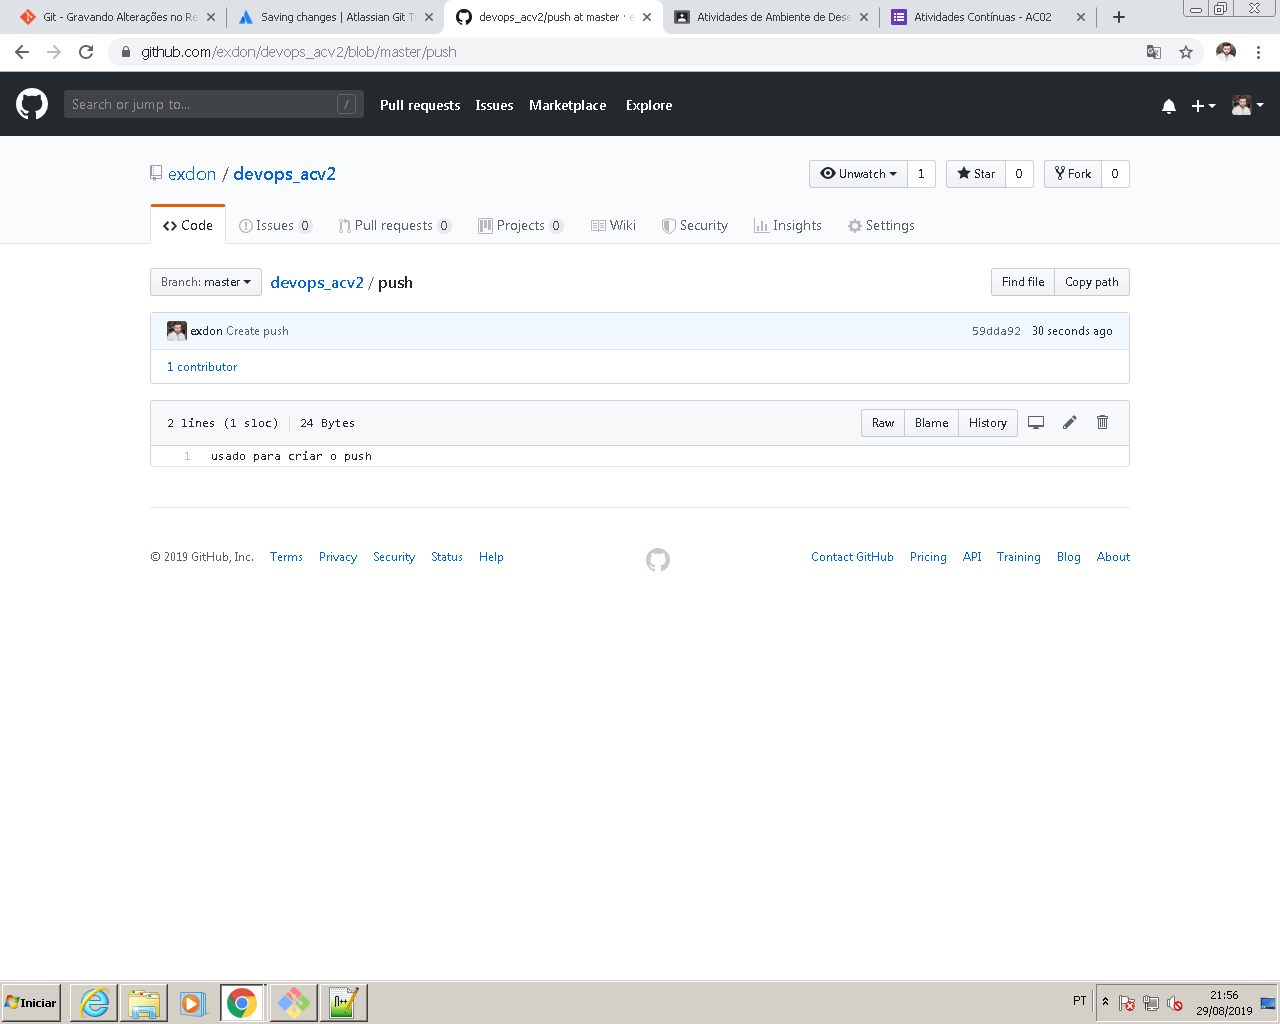 Git - Gravando Alterações no Re
Saving changes | Atlassian Git T
devops_acv2/push at master · e
Atividades de Ambiente de Dese
Atividades Contínuas - AC02
github.com/exdon/devops_acv2/blob/master/push
Search or jump to... /
Pull requests Issues Marketplace Explore
exdon / devops_acv2
Unwatch 1 Star 0 Fork 0
Code Issues 0 Pull requests 0 Projects 0 Wiki Security Insights Settings
Branch: master devops_acv2 / push Find file Copy path
exdon Create push 59dda92 30 seconds ago
1 contributor
2 lines (1 sloc) 24 Bytes Raw Blame History
1 usado para criar o push
© 2019 GitHub, Inc. Terms Privacy Security Status Help Contact GitHub Pricing API Training Blog About
Iniciar PT 21:56
29/08/2019